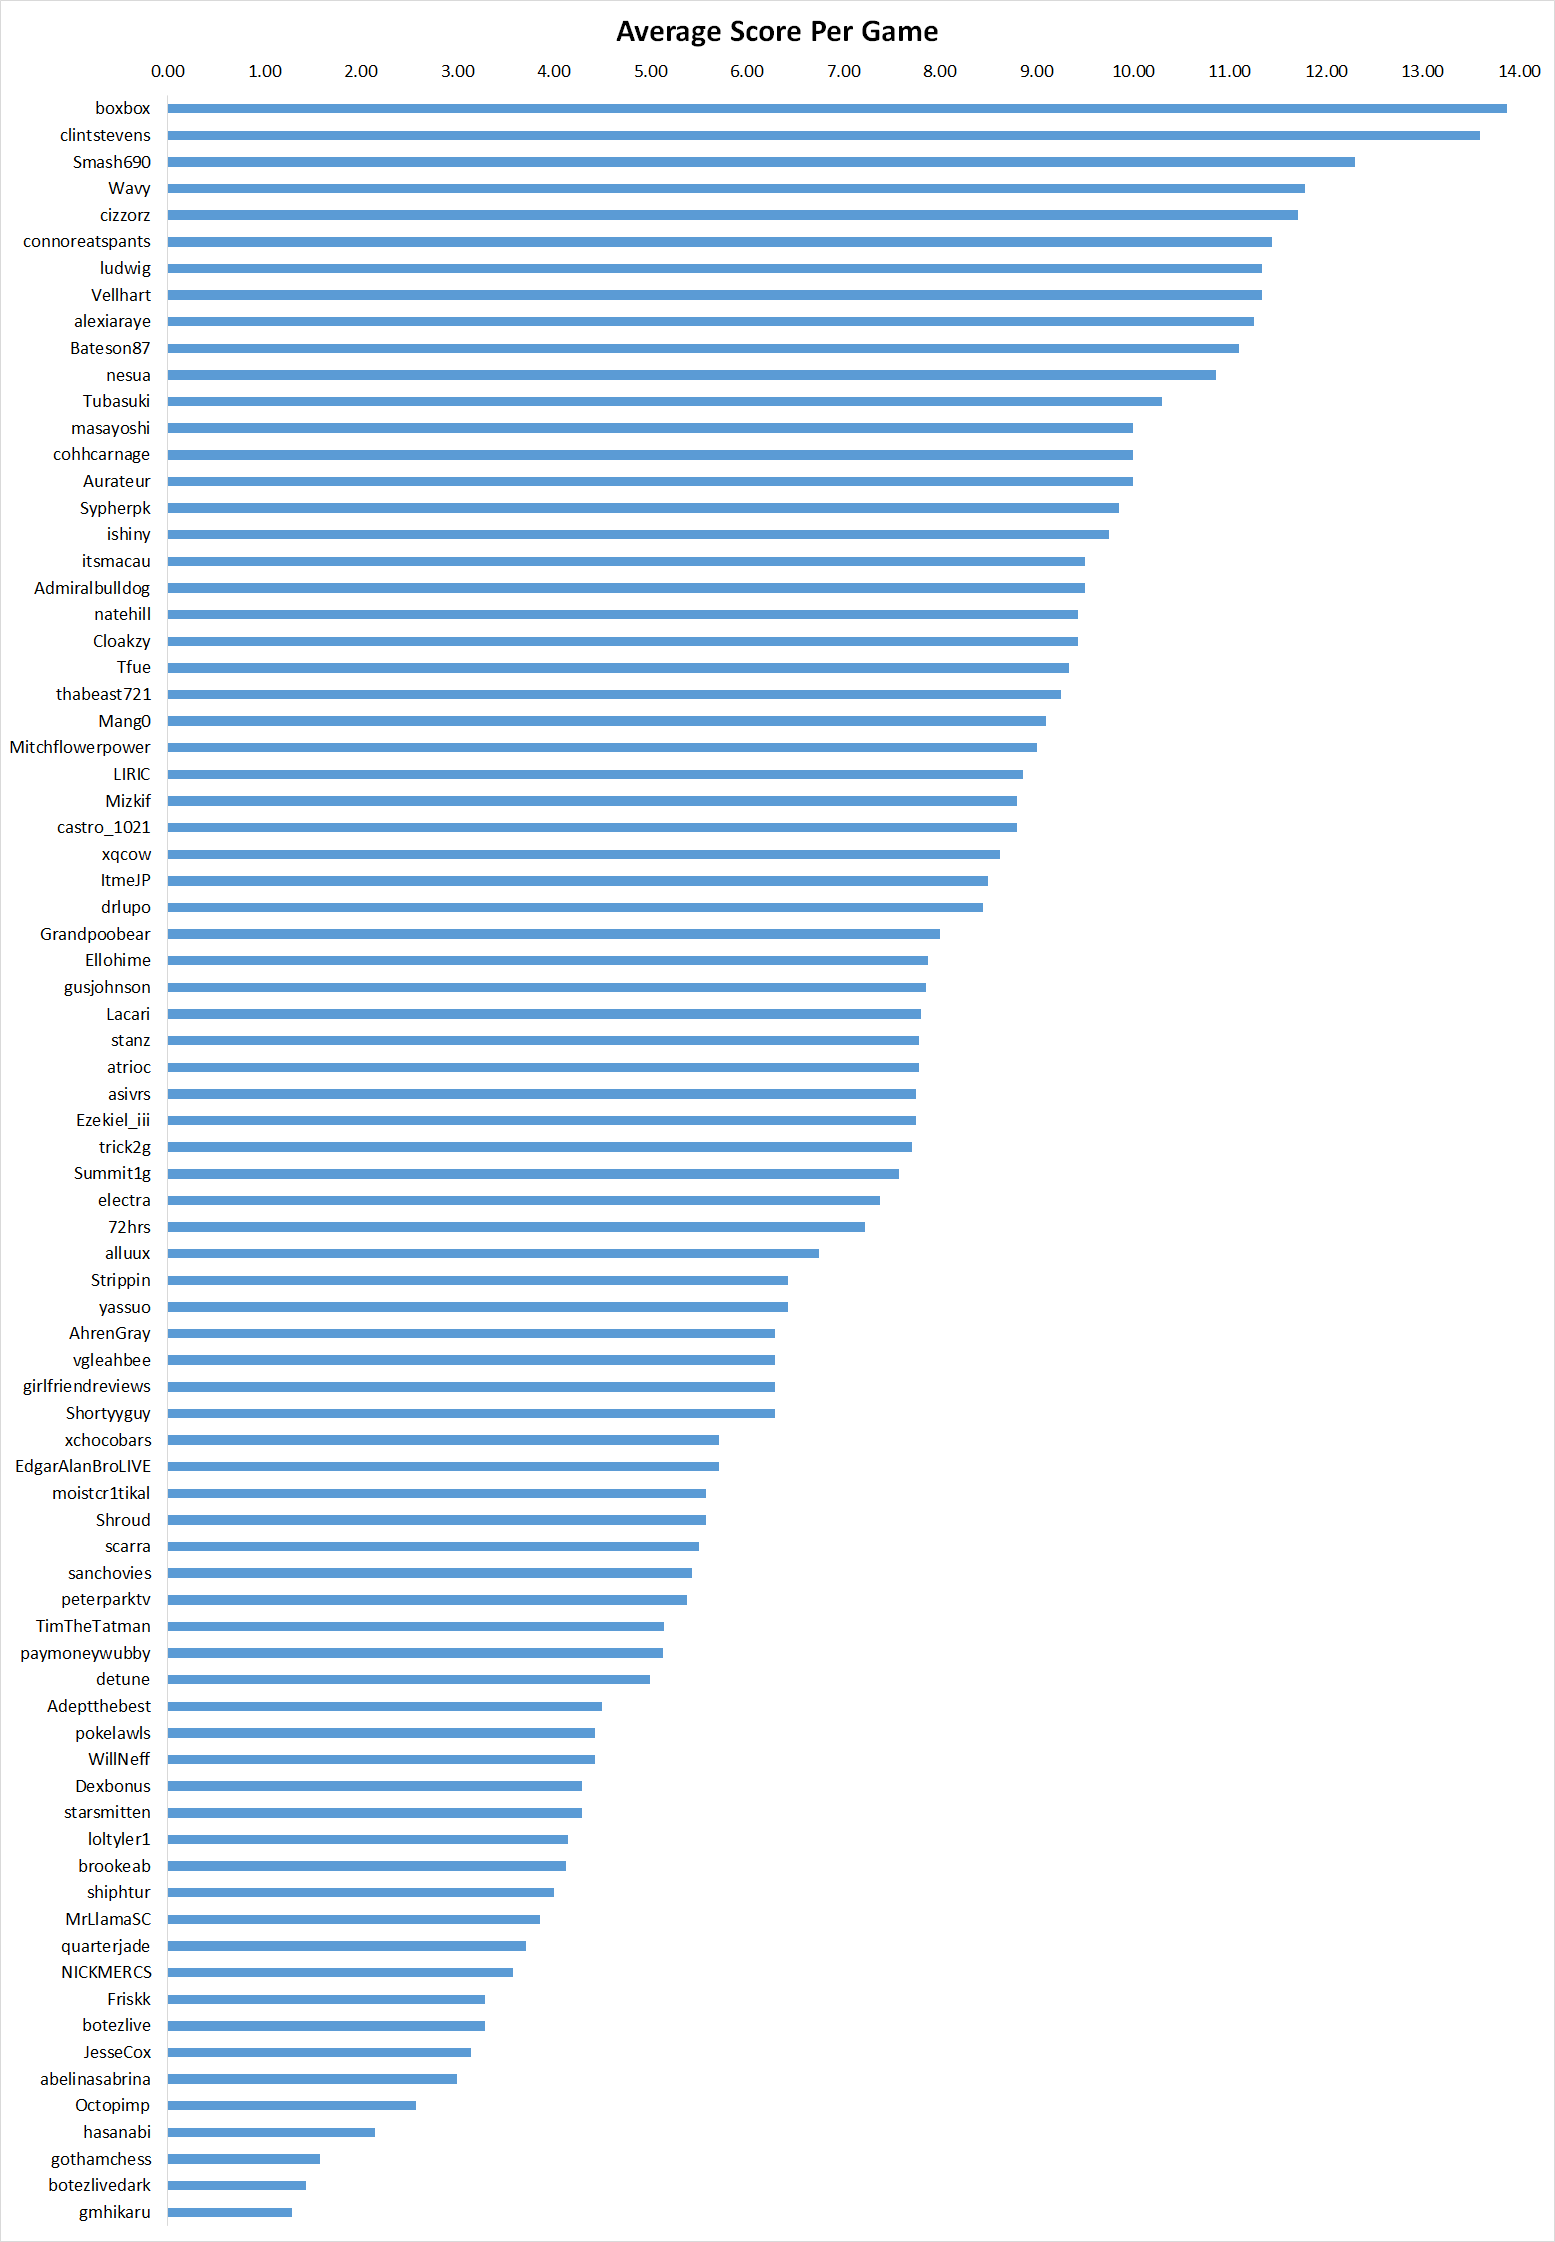 Average Score Per Game
0.00 1.00 2.00 3.00 4.00 5.00 6.00 7.00 8.00 9.00 10.00 11.00 12.00 13.00 14.00
boxbox
clintstevens
Smash690
Wavy
cizzorz
connoreatspants
ludwig
Vellhart
alexiaraye
Bateson87
nesua
Tubasuki
masayoshi
cohhcarnage
Aurateur
Sypherpk
ishiny
itsmacau
Admiralbulldog
natehill
Cloakzy
Tfue
thabeast721
Mang0
Mitchflowerpower
LIRIC
Mizkif
castro_1021
xqcow
ItmeJP
drlupo
Grandpoobear
Ellohime
gusjohnson
Lacari
stanz
atrioc
asivrs
Ezekiel_iii
trick2g
Summit1g
electra
72hrs
alluux
Strippin
yassuo
AhrenGray
vgleahbee
girlfriendreviews
Shortyyguy
xchocobars
EdgarAlanBroLIVE
moistcr1tikal
Shroud
scarra
sanchovies
peterparktv
TimTheTatman
paymoneywubby
detune
Adeptthebest
pokelawls
WillNeff
Dexbonus
starsmitten
loltyler1
brookeab
shiphtur
MrLlamaSC
quarterjade
NICKMERCS
Friskk
botezlive
JesseCox
abelinasabrina
Octopimp
hasanabi
gothamchess
botezlivedark
gmhikaru